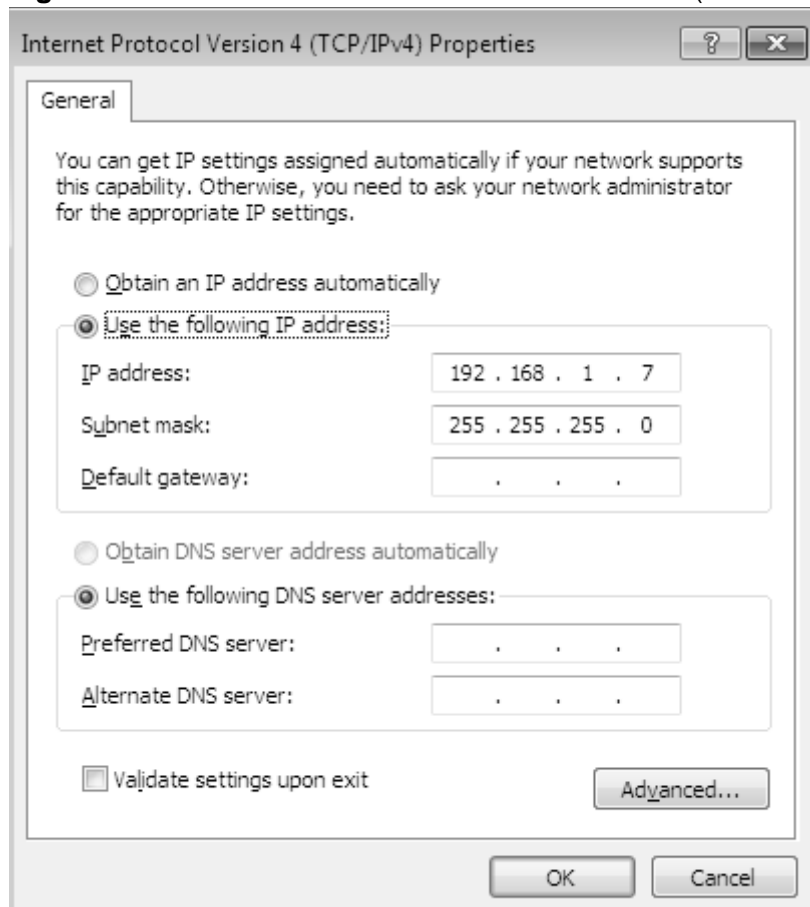 Internet Protocol Version 4 (TCP/IPv4) Properties
General
You can get IP settings assigned automatically if your network supports
this capability. Otherwise, you need to ask your network administrator
for the appropriate IP settings.
Obtain an IP address automatically
Use the following IP address:
IP address: 192 . 168 . 1 . 7
Subnet mask: 255 . 255 . 255 . 0
Default gateway: . . .
Obtain DNS server address automatically
Use the following DNS server addresses:
Preferred DNS server: . . .
Alternate DNS server: . . .
Validate settings upon exit
Advanced...
OK Cancel